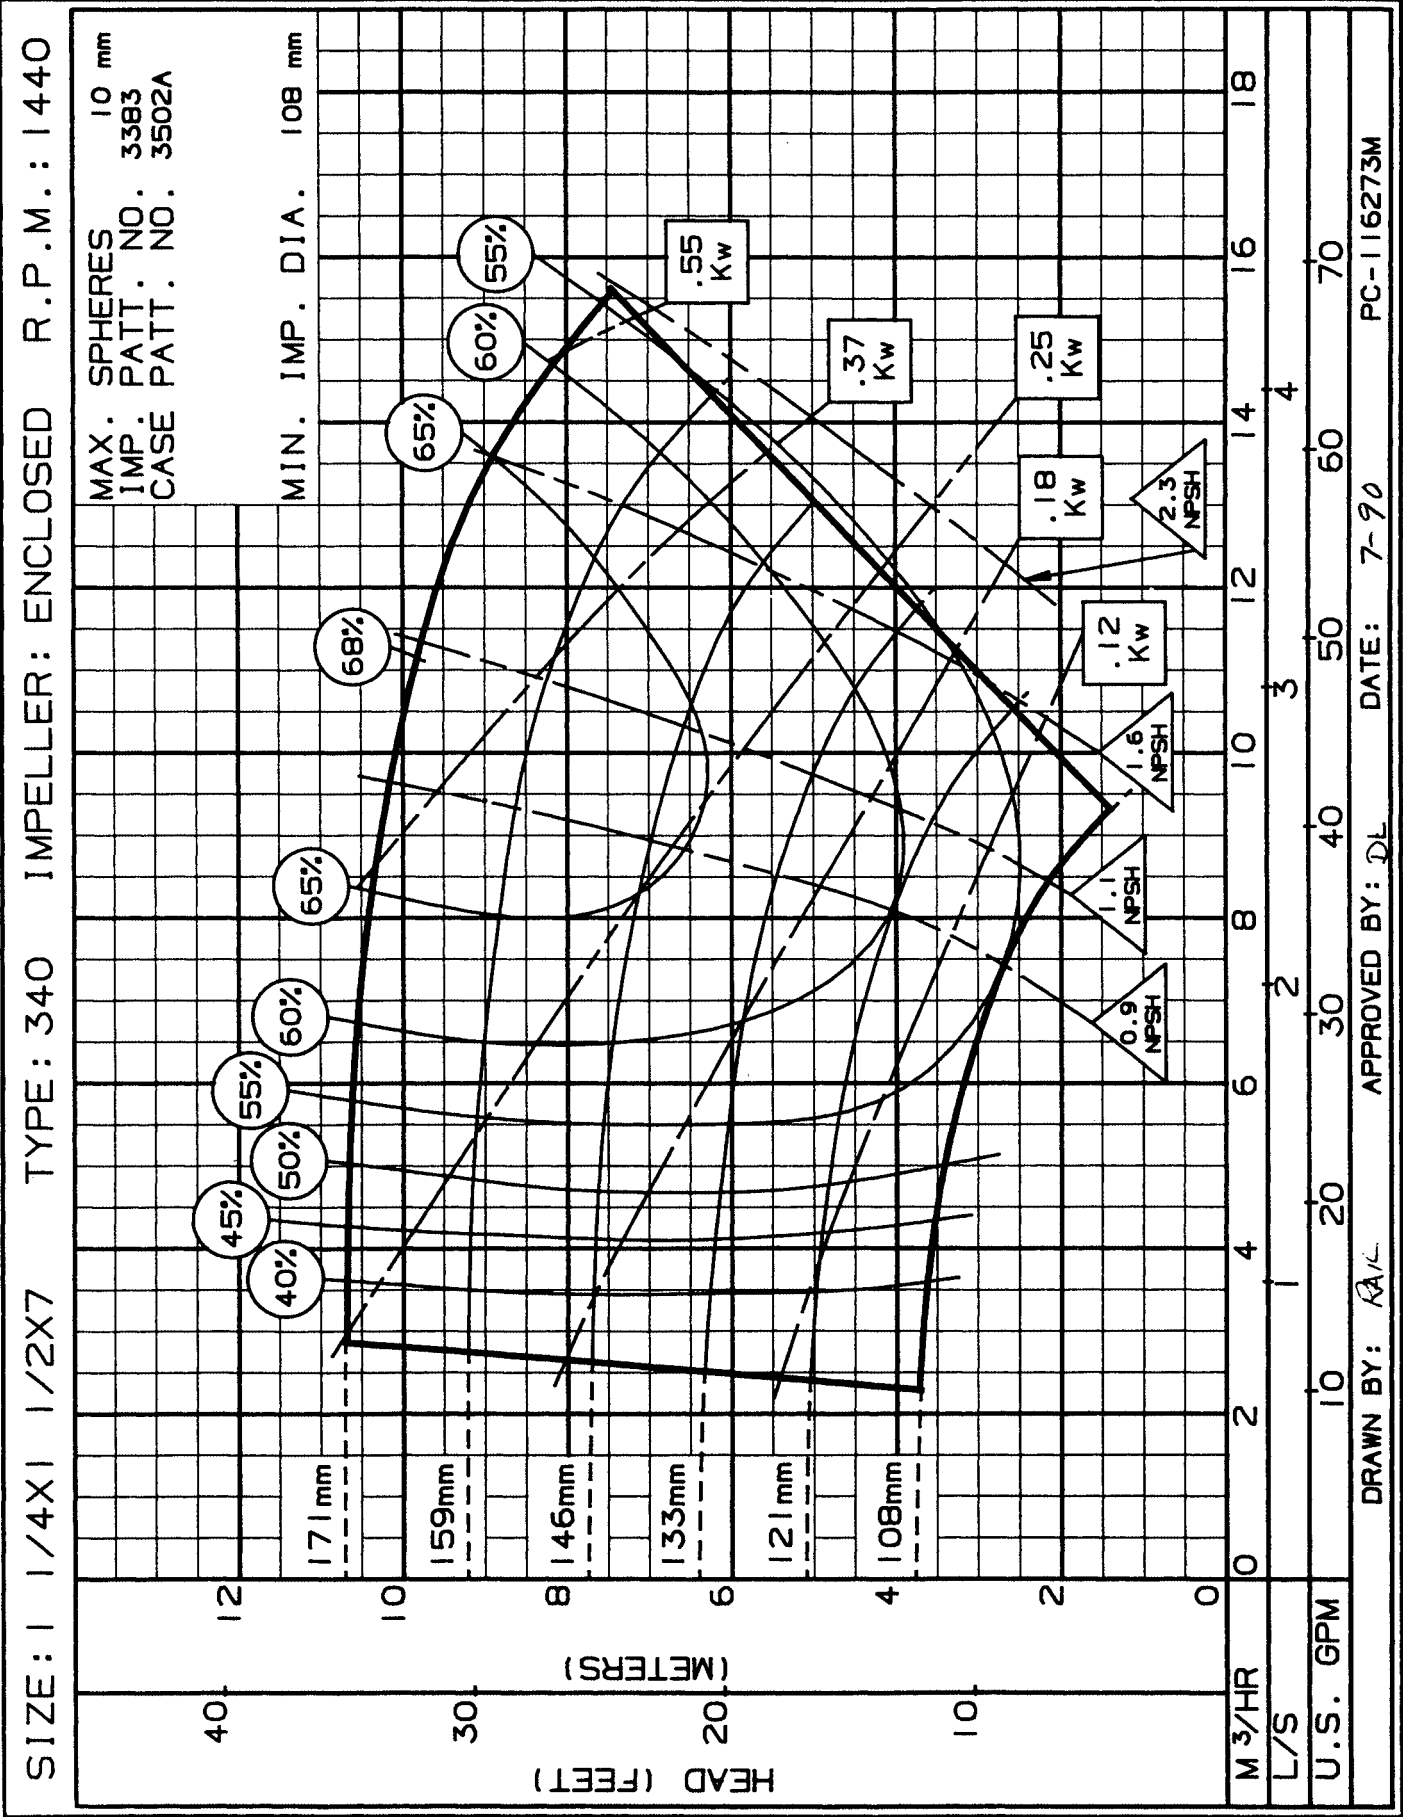 SIZE: 1 1/4X1 1/2X7 TYPE: 340 IMPELLER: ENCLOSED R.P.M.: 1440
MAX. SPHERES 10 mm
IMP. PATT. NO. 3383
CASE PATT. NO. 3502A
MIN. IMP. DIA. 108 mm
40%
45%
50%
55%
60%
65%
68%
65%
60%
55%
171mm
159mm
146mm
133mm
121mm
108mm
.55
Kw
.37
Kw
.25
Kw
.18
Kw
.12
Kw
0.9
NPSH
1.1
NPSH
1.6
NPSH
2.3
NPSH
HEAD (FEET)
40
30
20
10
(METERS)
12
10
8
6
4
2
0
M³/HR 0 2 4 6 8 10 12 14 16 18
L/S 1 2 3 4
U.S. GPM 10 20 30 40 50 60 70
DRAWN BY: APPROVED BY: DL DATE: 7-90 PC-116273M